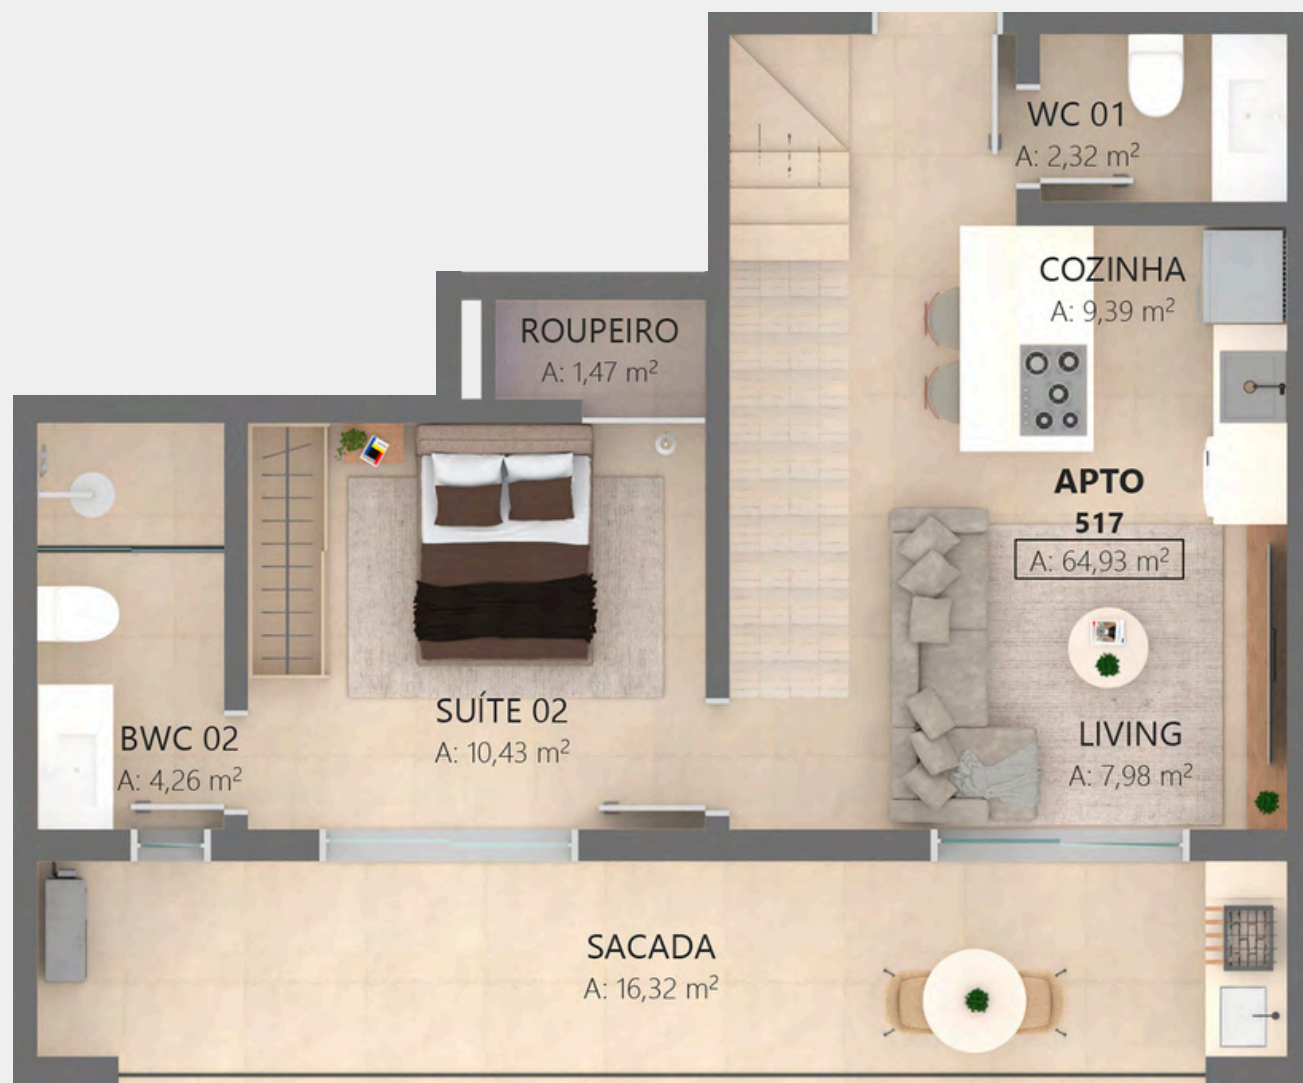 WC 01
A: 2,32 m²
COZINHA
A: 9,39 m²
ROUPEIRO
A: 1,47 m²
APTO
517
A: 64,93 m²
SUÍTE 02
A: 10,43 m²
BWC 02
A: 4,26 m²
LIVING
A: 7,98 m²
SACADA
A: 16,32 m²